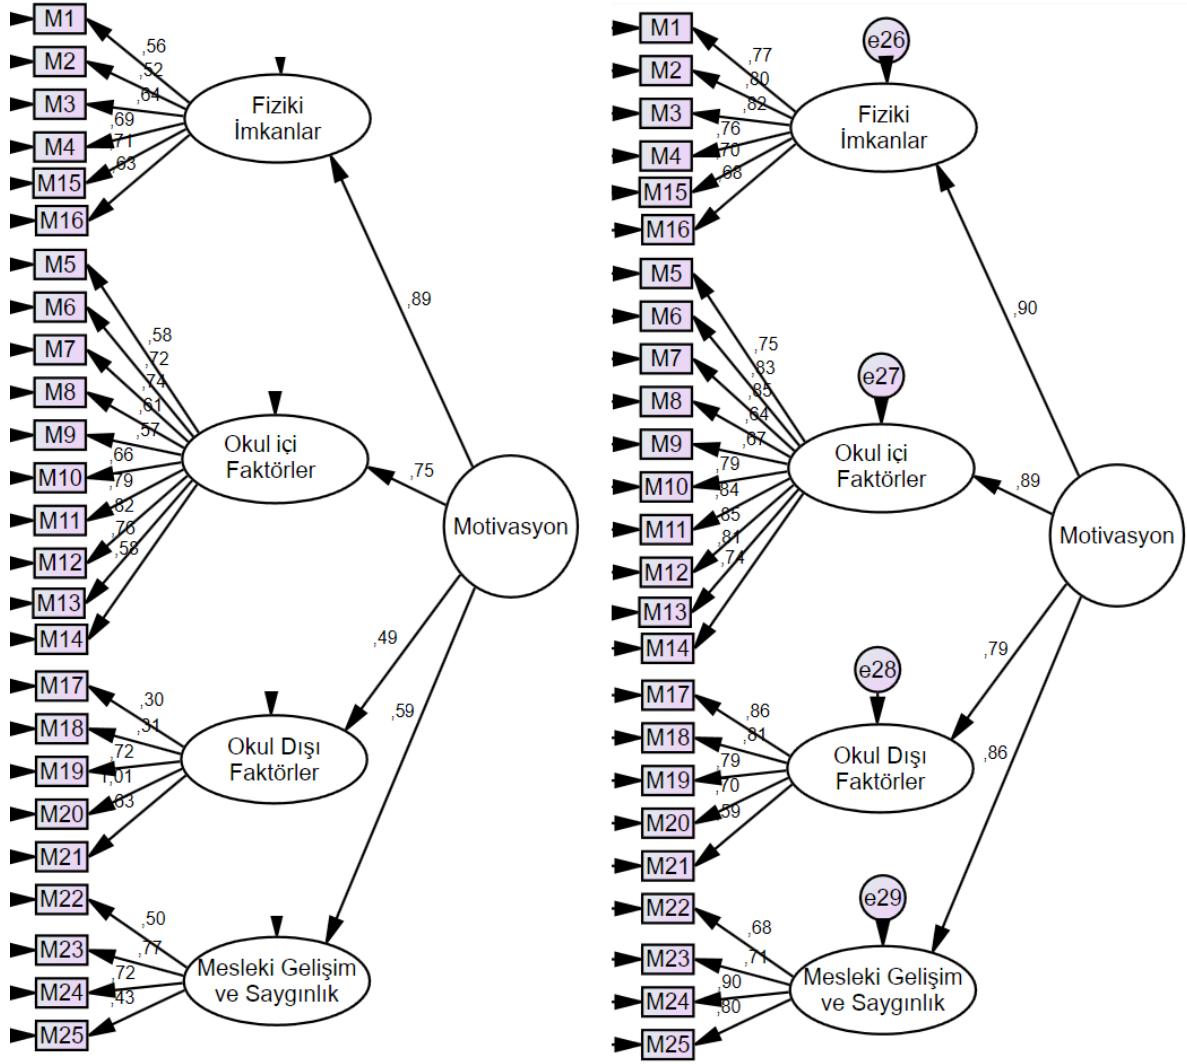 M1
M2
M3
M4
M15
M16
,56
,52
,64
,69
,71
,63
Fiziki
İmkanlar
,89
M5
M6
M7
M8
M9
M10
M11
M12
M13
M14
,58
,72
,74
,61
,57
,66
,79
,82
,76
,58
Okul içi
Faktörler
,75
Motivasyon
,49
,59
M17
M18
M19
M20
M21
,30
,31
,72
1,01
,63
Okul Dışı
Faktörler
M22
M23
M24
M25
,50
,77
,72
,43
Mesleki Gelişim
ve Saygınlık
M1
M2
M3
M4
M15
M16
,77
,80
,82
,76
,70
,68
e26
Fiziki
İmkanlar
,90
M5
M6
M7
M8
M9
M10
M11
M12
M13
M14
,75
,83
,85
,64
,67
,79
,84
,85
,81
,74
e27
Okul içi
Faktörler
,89
Motivasyon
,79
,86
M17
M18
M19
M20
M21
,86
,81
,79
,70
,59
e28
Okul Dışı
Faktörler
M22
M23
M24
M25
,68
,71
,90
,80
e29
Mesleki Gelişim
ve Saygınlık